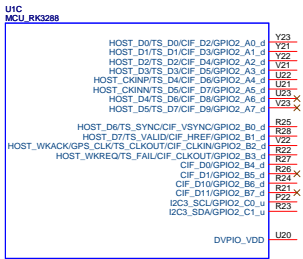 U1C
MCU_RK3288
HOST_D0/TS_D0/CIF_D2/GPIO2_A0_d Y23
HOST_D1/TS_D1/CIF_D3/GPIO2_A1_d Y21
HOST_D2/TS_D2/CIF_D4/GPIO2_A2_d Y22
HOST_D3/TS_D3/CIF_D5/GPIO2_A3_d V21
HOST_CKINP/TS_D4/CIF_D6/GPIO2_A4_d U22
HOST_CKINN/TS_D5/CIF_D7/GPIO2_A5_d U21
HOST_D4/TS_D6/CIF_D8/GPIO2_A6_d U23
HOST_D5/TS_D7/CIF_D9/GPIO2_A7_d V23
HOST_D6/TS_SYNC/CIF_VSYNC/GPIO2_B0_d R25
HOST_D7/TS_VALID/CIF_HREF/GPIO2_B1_d R28
HOST_WKACK/GPS_CLK/TS_CLKOUT/CIF_CLKIN/GPIO2_B2_d V22
HOST_WKREQ/TS_FAIL/CIF_CLKOUT/GPIO2_B3_d R22
CIF_D0/GPIO2_B4_d R27
CIF_D1/GPIO2_B5_d R26
CIF_D10/GPIO2_B6_d R24
CIF_D11/GPIO2_B7_d R21
I2C3_SCL/GPIO2_C0_u P22
I2C3_SDA/GPIO2_C1_u R23
DVPIO_VDD U20